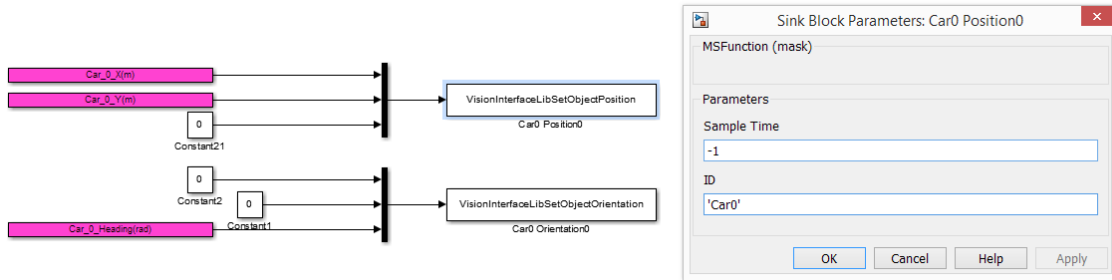 Car_0_X(m)
Car_0_Y(m)
0
Constant21
VisionInterfaceLibSetObjectPosition
Car0 Position0
0
Constant2
0
Constant1
Car_0_Heading(rad)
VisionInterfaceLibSetObjectOrientation
Car0 Orientation0
Sink Block Parameters: Car0 Position0
MSFunction (mask)
Parameters
Sample Time
-1
ID
'Car0'
OK Cancel Help Apply